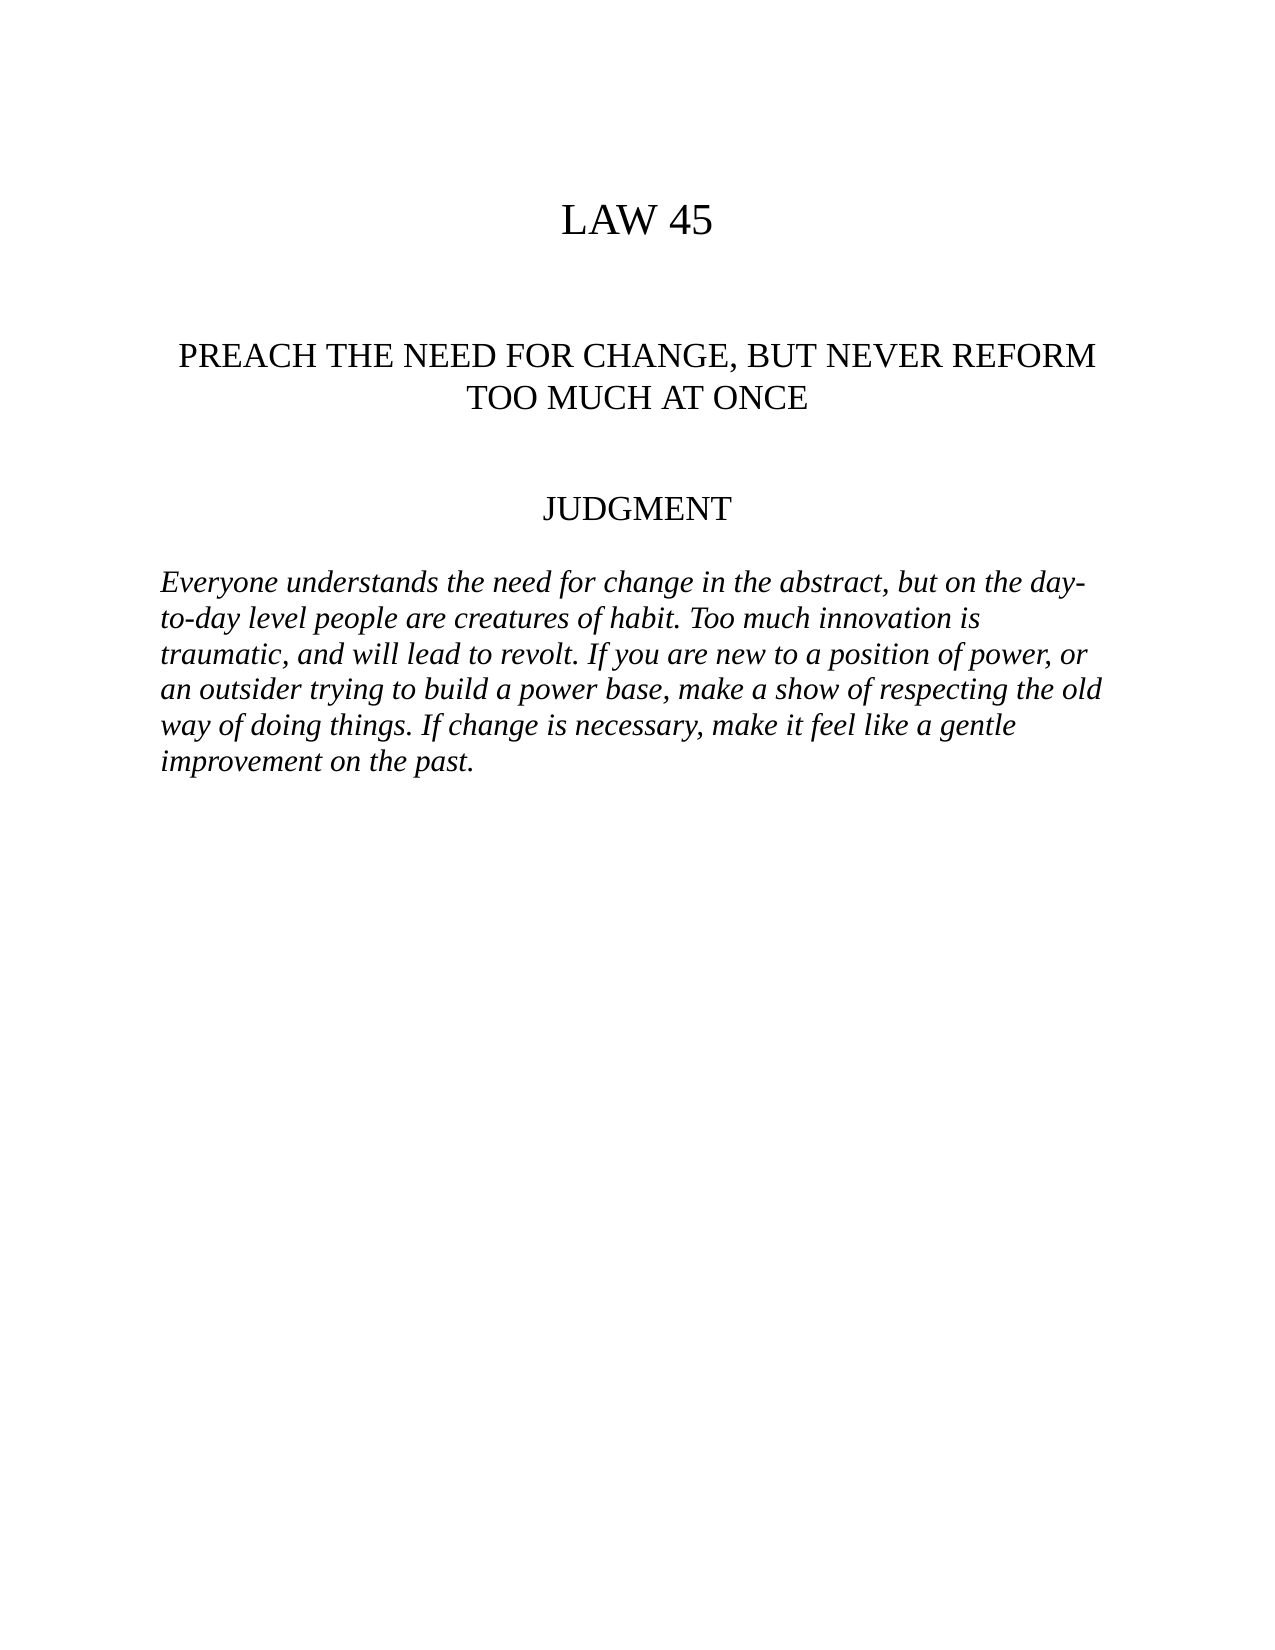 LAW 45
PREACH THE NEED FOR CHANGE, BUT NEVER REFORM
TOO MUCH AT ONCE
JUDGMENT
Everyone understands the need for change in the abstract, but on the day-
to-day level people are creatures of habit. Too much innovation is
traumatic, and will lead to revolt. If you are new to a position of power, or
an outsider trying to build a power base, make a show of respecting the old
way of doing things. If change is necessary, make it feel like a gentle
improvement on the past.